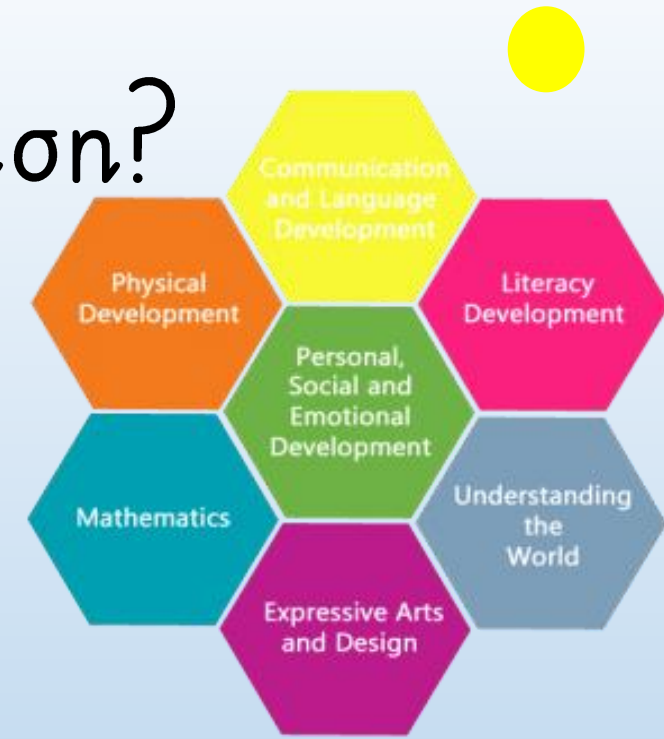 Communication
and Language
Development
Physical
Development
Literacy
Development
Personal,
Social and
Emotional
Development
Mathematics
Understanding
the
World
Expressive Arts
and Design